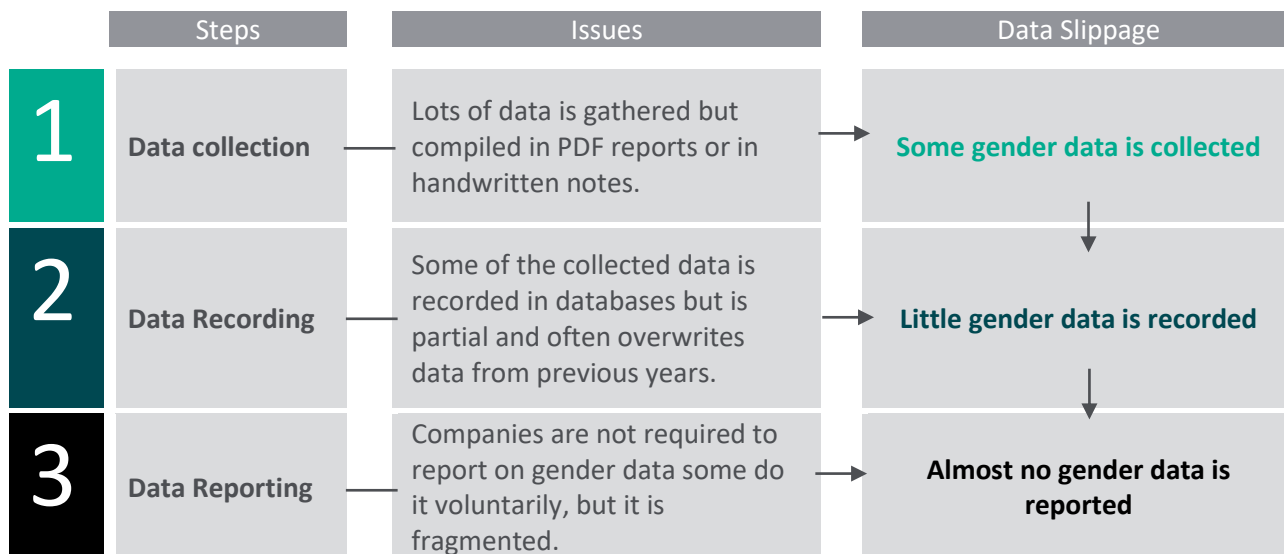 Steps
Issues
Data Slippage
1
Data collection
Lots of data is gathered but
compiled in PDF reports or in
handwritten notes.
Some gender data is collected
2
Data Recording
Some of the collected data is
recorded in databases but is
partial and often overwrites
data from previous years.
Little gender data is recorded
3
Data Reporting
Companies are not required to
report on gender data some do
it voluntarily, but it is
fragmented.
Almost no gender data is
reported